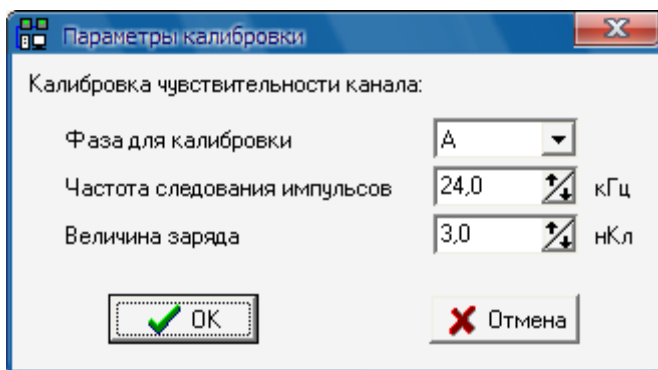 Параметры калибровки
Калибровка чувствительности канала:
Фаза для калибровки A
Частота следования импульсов 24,0 кГц
Величина заряда 3,0 нКл
OK Отмена